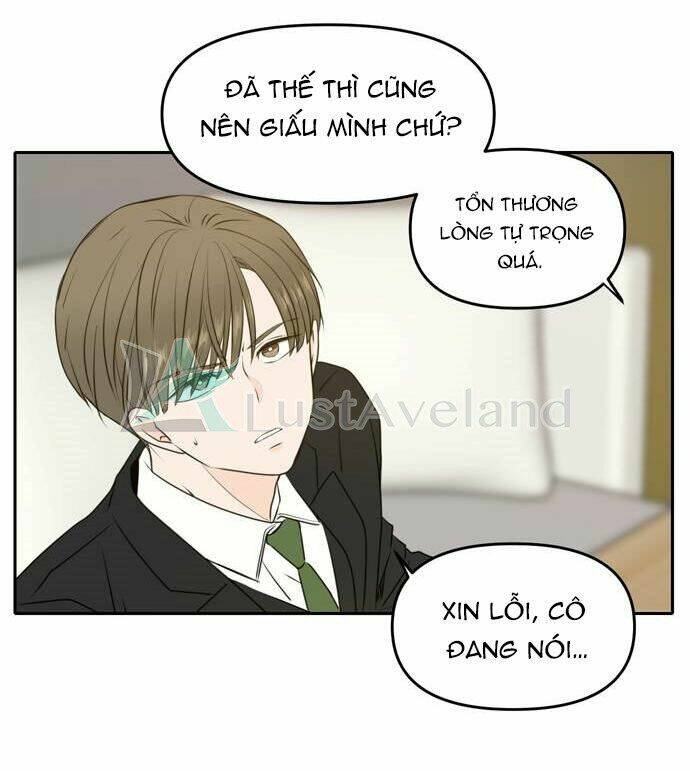 ĐÃ THẾ THÌ CŨNG
NÊN GIẤU MÌNH CHỨ?
TỔN THƯƠNG
LÒNG TỰ TRỌNG
QUÁ.
LustAveland
XIN LỖI, CÔ
ĐANG NÓI...